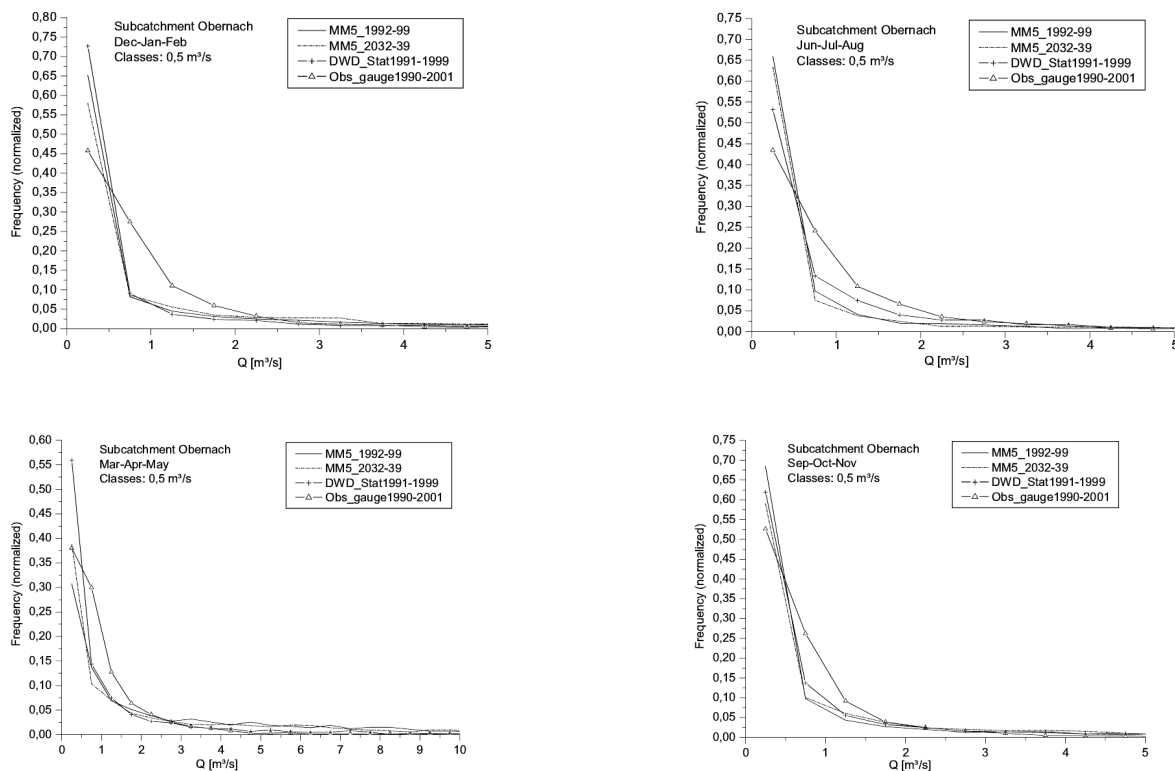 Subcatchment Obernach
Dec-Jan-Feb
Classes: 0,5 m³/s
MM5_1992-99
MM5_2032-39
DWD_Stat1991-1999
Obs_gauge1990-2001
Frequency (normalized)
0,80
0,75
0,70
0,65
0,60
0,55
0,50
0,45
0,40
0,35
0,30
0,25
0,20
0,15
0,10
0,05
0,00
0 1 2 3 4 5
Q [m³/s]
Subcatchment Obernach
Jun-Jul-Aug
Classes: 0,5 m³/s
MM5_1992-99
MM5_2032-39
DWD_Stat1991-1999
Obs_gauge1990-2001
Frequency (normalized)
0,75
0,70
0,65
0,60
0,55
0,50
0,45
0,40
0,35
0,30
0,25
0,20
0,15
0,10
0,05
0,00
0 1 2 3 4 5
Q [m³/s]
Subcatchment Obernach
Mar-Apr-May
Classes: 0,5 m³/s
MM5_1992-99
MM5_2032-39
DWD_Stat1991-1999
Obs_gauge1990-2001
Frequency (normalized)
0,60
0,55
0,50
0,45
0,40
0,35
0,30
0,25
0,20
0,15
0,10
0,05
0,00
0 1 2 3 4 5 6 7 8 9 10
Q [m³/s]
Subcatchment Obernach
Sep-Oct-Nov
Classes: 0,5 m³/s
MM5_1992-99
MM5_2032-39
DWD_Stat1991-1999
Obs_gauge1990-2001
Frequency (normalized)
0,75
0,70
0,65
0,60
0,55
0,50
0,45
0,40
0,35
0,30
0,25
0,20
0,15
0,10
0,05
0,00
0 1 2 3 4 5
Q [m³/s]